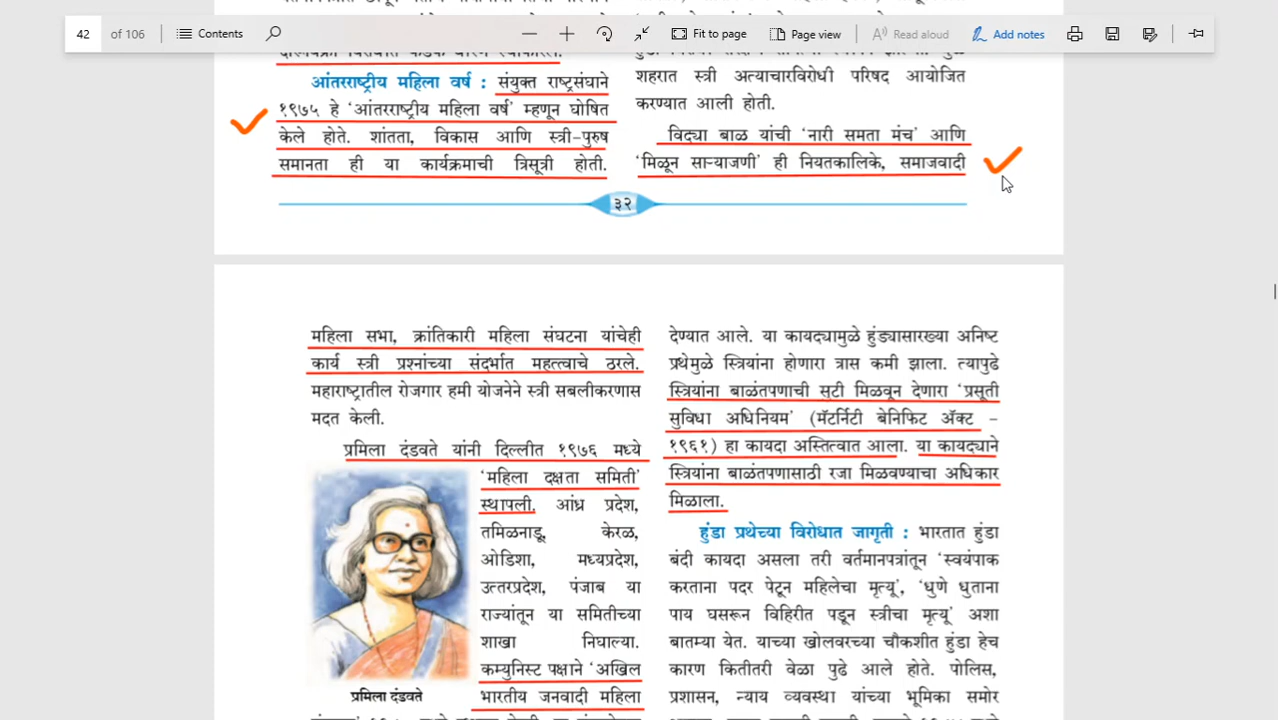 42 of 106
Contents
Fit to page
Page view
Read aloud
Add notes
दारूविक्री विरोधात कडक धोरण स्वीकारले.
आंतरराष्ट्रीय महिला वर्ष : संयुक्त राष्ट्रसंघाने
१९७५ हे ‘आंतरराष्ट्रीय महिला वर्ष’ म्हणून घोषित
केले होते. शांतता, विकास आणि स्त्री-पुरुष
समानता ही या कार्यक्रमाची त्रिसूत्री होती.
शहरात स्त्री अत्याचारविरोधी परिषद आयोजित
करण्यात आली होती.
विद्या बाळ यांची ‘नारी समता मंच’ आणि
‘मिळून साऱ्याजणी’ ही नियतकालिके, समाजवादी
३२
महिला सभा, क्रांतिकारी महिला संघटना यांचेही
कार्य स्त्री प्रश्नांच्या संदर्भात महत्त्वाचे ठरले.
महाराष्ट्रातील रोजगार हमी योजनेने स्त्री सबलीकरणास
मदत केली.
प्रमिला दंडवते यांनी दिल्लीत १९७६ मध्ये
‘महिला दक्षता समिती’
स्थापली. आंध्र प्रदेश,
तमिळनाडू, केरळ,
ओडिशा, मध्यप्रदेश,
उत्तरप्रदेश, पंजाब या
राज्यांतून या समितीच्या
शाखा निघाल्या.
कम्युनिस्ट पक्षाने ‘अखिल
भारतीय जनवादी महिला
प्रमिला दंडवते
देण्यात आले. या कायद्यामुळे हुंड्यासारख्या अनिष्ट
प्रथेमुळे स्त्रियांना होणारा त्रास कमी झाला. त्यापुढे
स्त्रियांना बाळंतपणाची सुटी मिळवून देणारा ‘प्रसूती
सुविधा अधिनियम’ (मॅटर्निटी बेनिफिट ॲक्ट -
१९६१) हा कायदा अस्तित्वात आला. या कायद्याने
स्त्रियांना बाळंतपणासाठी रजा मिळवण्याचा अधिकार
मिळाला.
हुंडा प्रथेच्या विरोधात जागृती : भारतात हुंडा
बंदी कायदा असला तरी वर्तमानपत्रांतून ‘स्वयंपाक
करताना पदर पेटून महिलेचा मृत्यू’, ‘धुणे धुताना
पाय घसरून विहिरीत पडून स्त्रीचा मृत्यू’ अशा
बातम्या येत. याच्या खोलवरच्या चौकशीत हुंडा हेच
कारण कितीतरी वेळा पुढे आले होते. पोलिस,
प्रशासन, न्याय व्यवस्था यांच्या भूमिका समोर